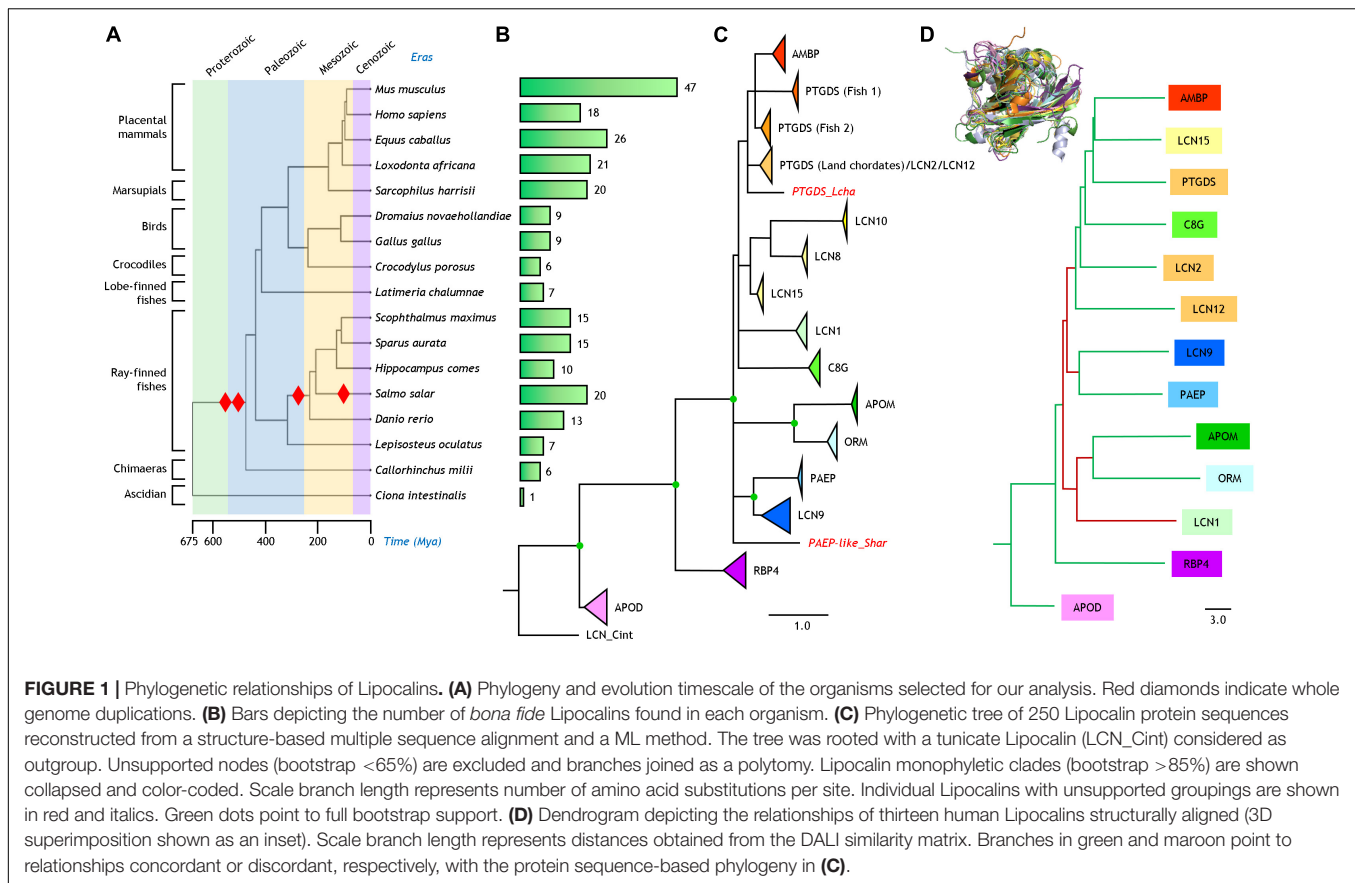 A
B
C
D
Proterozoic
Paleozoic
Mesozoic
Cenozoic
Eras
Placental
mammals
Marsupials
Birds
Crocodiles
Lobe-finned
fishes
Ray-finned
fishes
Chimaeras
Ascidian
Mus musculus
Homo sapiens
Equus caballus
Loxodonta africana
Sarcophilus harrisii
Dromaius novaehollandiae
Gallus gallus
Crocodylus porosus
Latimeria chalumnae
Scophthalmus maximus
Sparus aurata
Hippocampus comes
Salmo salar
Danio rerio
Lepisosteus oculatus
Callorhinchus milii
Ciona intestinalis
675 600 400 200 0 Time (Mya)
47
18
26
21
20
9
9
6
7
15
15
10
20
13
7
6
1
AMBP
PTGDS (Fish 1)
PTGDS (Fish 2)
PTGDS (Land chordates)/LCN2/LCN12
PTGDS_Lcha
LCN10
LCN8
LCN15
LCN1
C8G
APOM
ORM
PAEP
LCN9
PAEP-like_Shar
RBP4
APOD
LCN_Cint
1.0
AMBP
LCN15
PTGDS
C8G
LCN2
LCN12
LCN9
PAEP
APOM
ORM
LCN1
RBP4
APOD
3.0
FIGURE 1 | Phylogenetic relationships of Lipocalins. (A) Phylogeny and evolution timescale of the organisms selected for our analysis. Red diamonds indicate whole
genome duplications. (B) Bars depicting the number of bona fide Lipocalins found in each organism. (C) Phylogenetic tree of 250 Lipocalin protein sequences
reconstructed from a structure-based multiple sequence alignment and a ML method. The tree was rooted with a tunicate Lipocalin (LCN_Cint) considered as
outgroup. Unsupported nodes (bootstrap <65%) are excluded and branches joined as a polytomy. Lipocalin monophyletic clades (bootstrap >85%) are shown
collapsed and color-coded. Scale branch length represents number of amino acid substitutions per site. Individual Lipocalins with unsupported groupings are shown
in red and italics. Green dots point to full bootstrap support. (D) Dendrogram depicting the relationships of thirteen human Lipocalins structurally aligned (3D
superimposition shown as an inset). Scale branch length represents distances obtained from the DALI similarity matrix. Branches in green and maroon point to
relationships concordant or discordant, respectively, with the protein sequence-based phylogeny in (C).